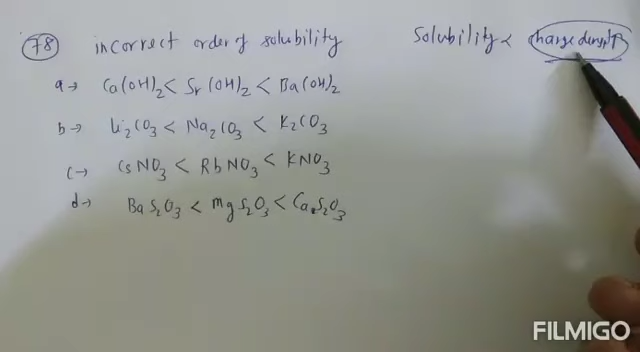 78 incorrect order of solubility
Solubility ∝ charge density ↑
a→ Ca(OH)₂ < Sr(OH)₂ < Ba(OH)₂
b→ Li₂CO₃ < Na₂CO₃ < K₂CO₃
c→ CsNO₃ < RbNO₃ < KNO₃
d→ BaS₂O₃ < MgS₂O₃ < CaS₂O₃
FILMIGO